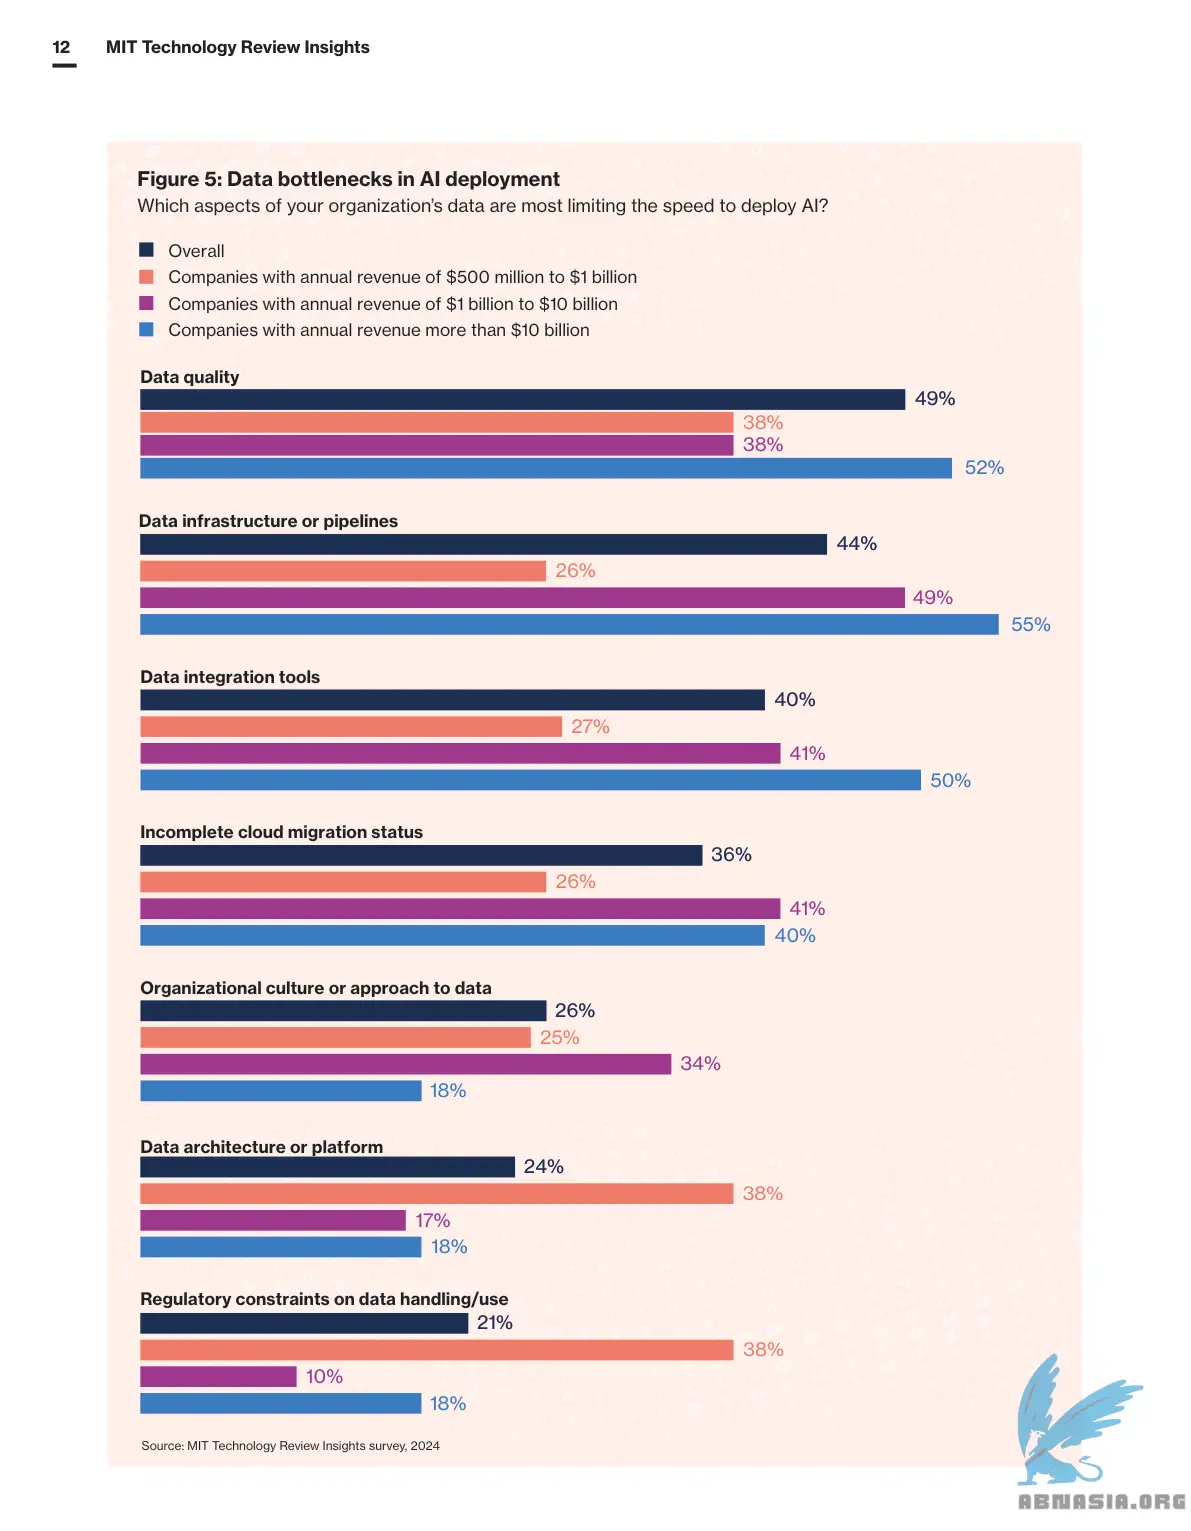 12 MIT Technology Review Insights
Figure 5: Data bottlenecks in AI deployment
Which aspects of your organization's data are most limiting the speed to deploy AI?
Overall
Companies with annual revenue of $500 million to $1 billion
Companies with annual revenue of $1 billion to $10 billion
Companies with annual revenue more than $10 billion
Data quality
49%
38%
38%
52%
Data infrastructure or pipelines
44%
26%
49%
55%
Data integration tools
40%
27%
41%
50%
Incomplete cloud migration status
36%
26%
41%
40%
Organizational culture or approach to data
26%
25%
34%
18%
Data architecture or platform
24%
38%
17%
18%
Regulatory constraints on data handling/use
21%
38%
10%
18%
Source: MIT Technology Review Insights survey, 2024
ABNASIA.ORG